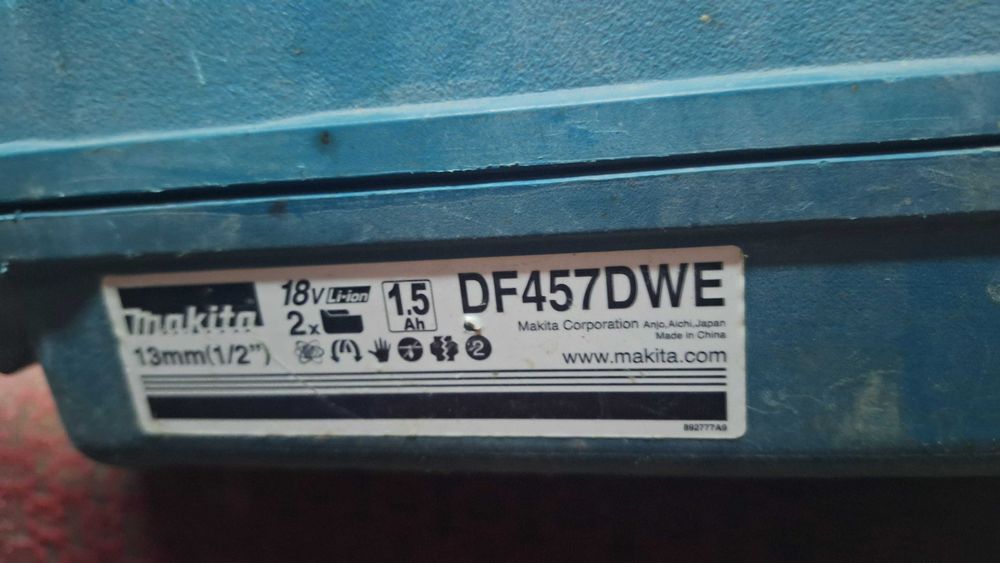 makita
13mm(1/2")
18V Li-ion
2x
1.5
Ah
DF457DWE
Makita Corporation Anjo,Aichi,Japan
Made in China
2
www.makita.com
892777A9